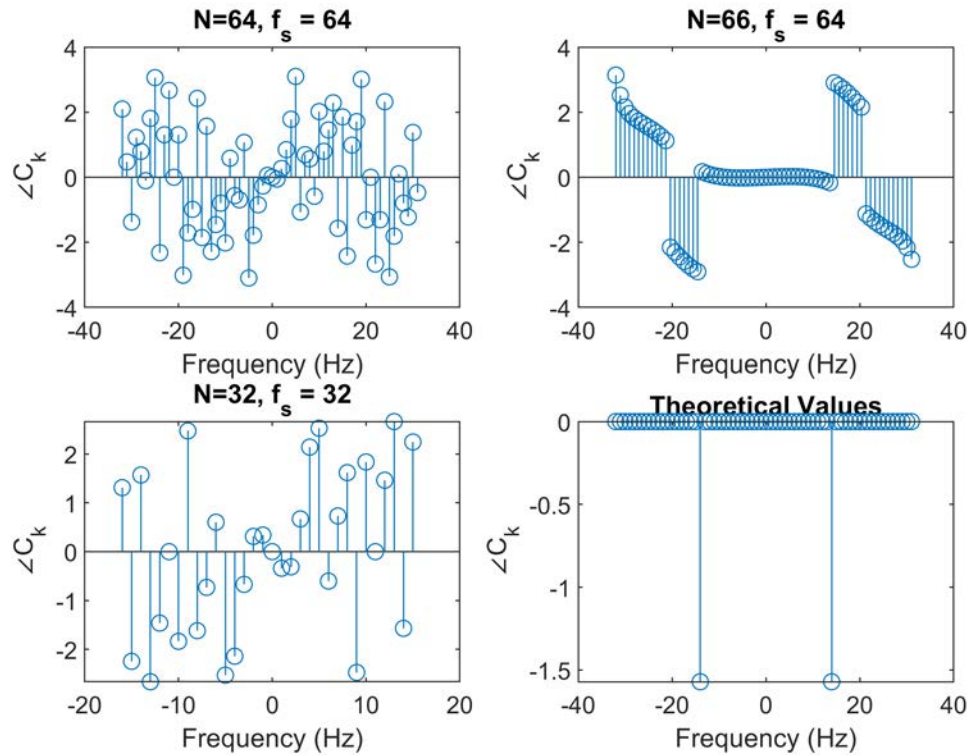 N=64, f_s = 64
4
2
0
-2
-4
∠C_k
-40 -20 0 20 40
Frequency (Hz)
N=66, f_s = 64
4
2
0
-2
-4
∠C_k
-40 -20 0 20 40
Frequency (Hz)
N=32, f_s = 32
2
1
0
-1
-2
∠C_k
-20 -10 0 10 20
Frequency (Hz)
Theoretical Values
0
-0.5
-1
-1.5
∠C_k
-40 -20 0 20 40
Frequency (Hz)